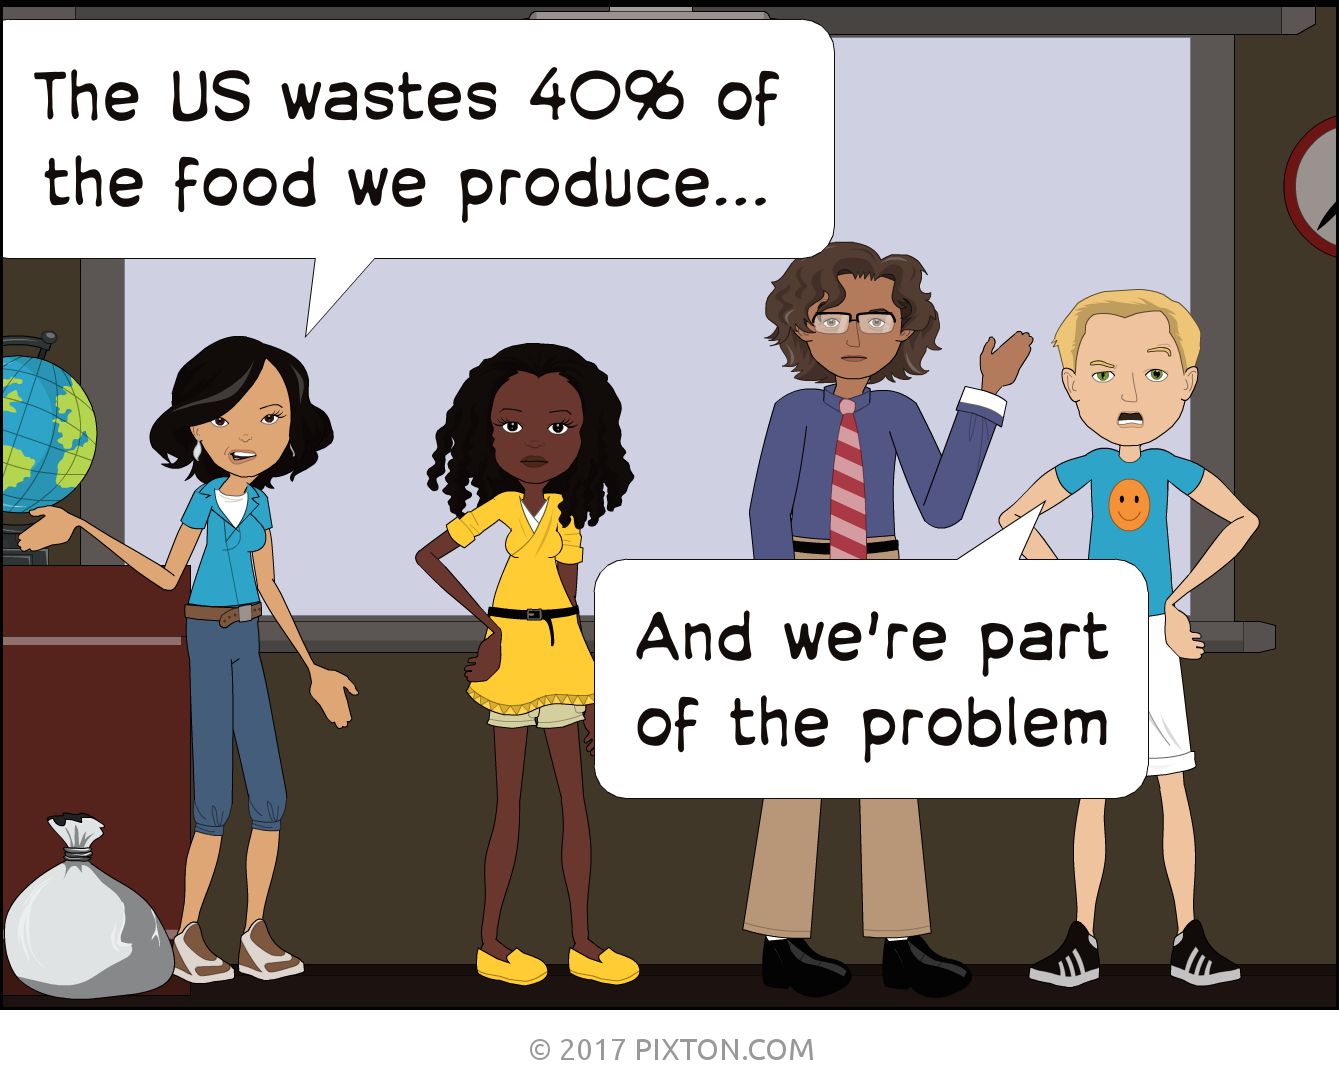 The US wastes 40% of
the food we produce...
And we're part
of the problem
© 2017 PIXTON.COM